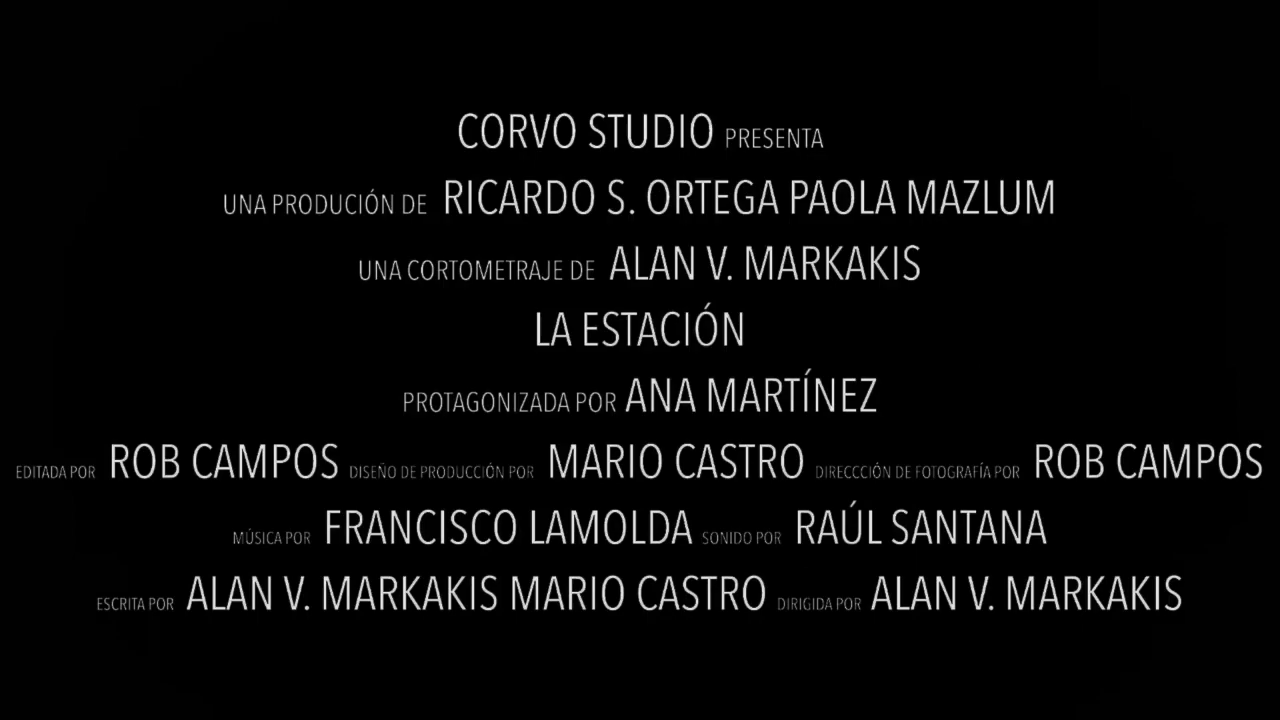 CORVO STUDIO PRESENTA
UNA PRODUCIÓN DE RICARDO S. ORTEGA PAOLA MAZLUM
UNA CORTOMETRAJE DE ALAN V. MARKAKIS
LA ESTACIÓN
PROTAGONIZADA POR ANA MARTÍNEZ
EDITADA POR ROB CAMPOS DISEÑO DE PRODUCCIÓN POR MARIO CASTRO DIRECCCIÓN DE FOTOGRAFÍA POR ROB CAMPOS
MÚSICA POR FRANCISCO LAMOLDA SONIDO POR RAÚL SANTANA
ESCRITA POR ALAN V. MARKAKIS MARIO CASTRO DIRIGIDA POR ALAN V. MARKAKIS